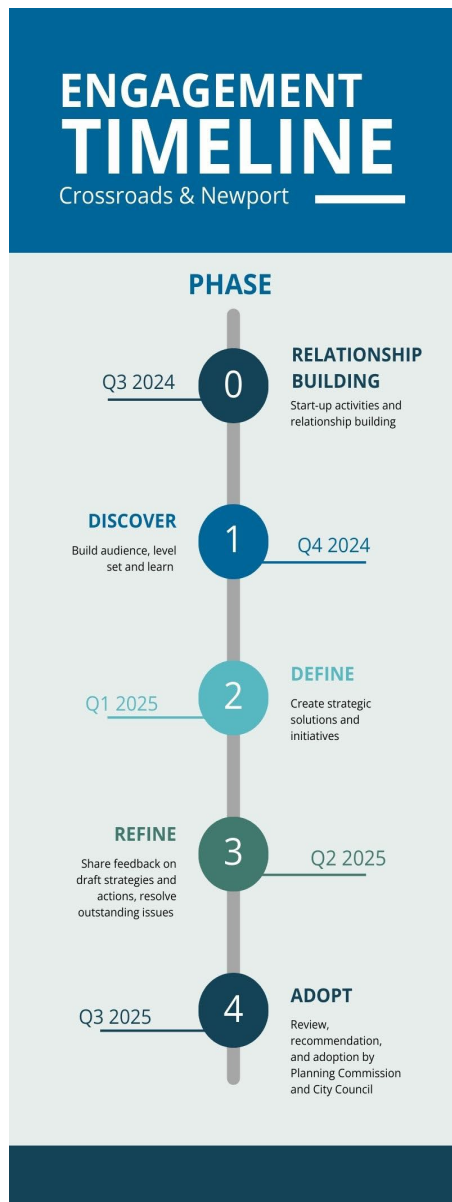 ENGAGEMENT
TIMELINE
Crossroads & Newport
PHASE
Q3 2024
0
RELATIONSHIP
BUILDING
Start-up activities and
relationship building
DISCOVER
Build audience, level
set and learn
1
Q4 2024
Q1 2025
2
DEFINE
Create strategic
solutions and
initiatives
REFINE
Share feedback on
draft strategies and
actions, resolve
outstanding issues
3
Q2 2025
Q3 2025
4
ADOPT
Review,
recommendation,
and adoption by
Planning Commission
and City Council